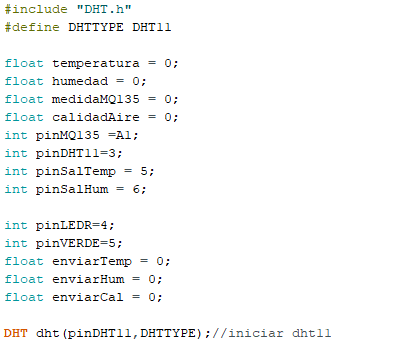 #include "DHT.h"
#define DHTTYPE DHT11
float temperatura = 0;
float humedad = 0;
float medidaMQ135 = 0;
float calidadAire = 0;
int pinMQ135 =A1;
int pinDHT11=3;
int pinSalTemp = 5;
int pinSalHum = 6;
int pinLEDR=4;
int pinVERDE=5;
float enviarTemp = 0;
float enviarHum = 0;
float enviarCal = 0;
DHT dht(pinDHT11,DHTTYPE);//iniciar dht11